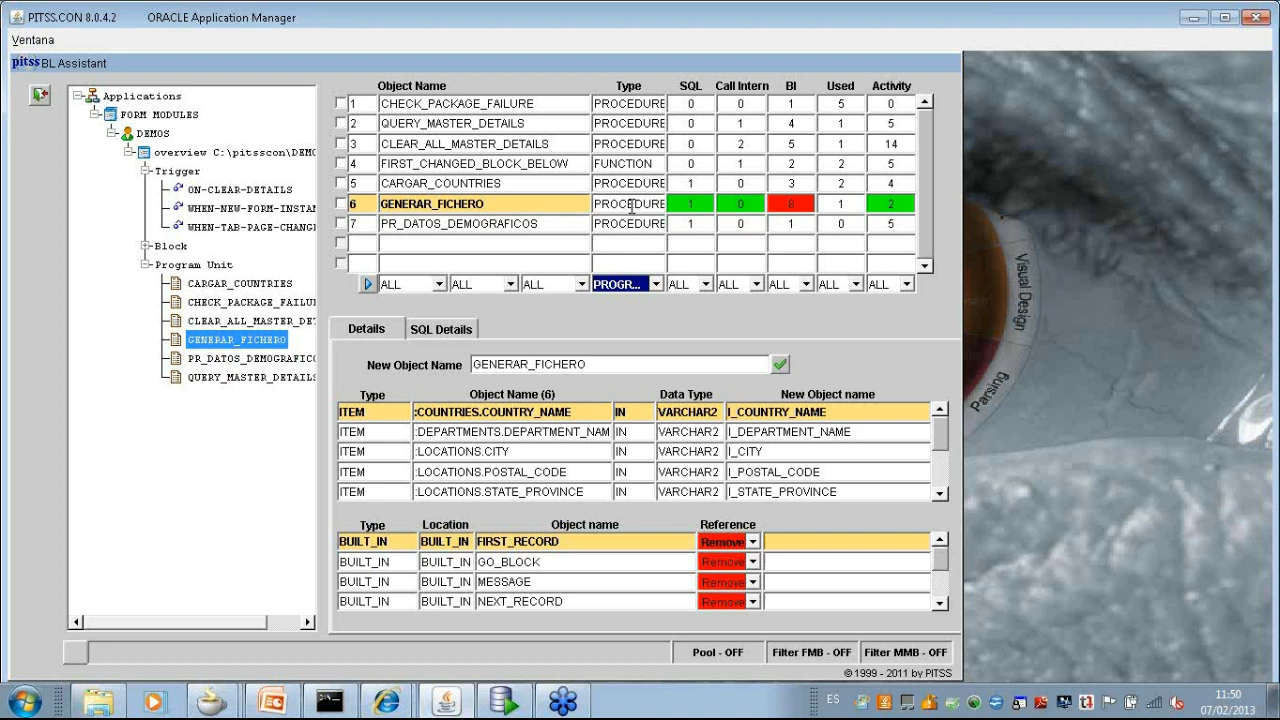 PITSS.CON 8.0.4.2 ORACLE Application Manager
Ventana
pitss BL Assistant
Applications
FORM MODULES
DEMOS
overview C:\pitsscon\DEMO
Trigger
ON-CLEAR-DETAILS
WHEN-NEW-FORM-INSTAN
WHEN-TAB-PAGE-CHANG
Block
Program Unit
CARGAR_COUNTRIES
CHECK_PACKAGE_FAILU
CLEAR_ALL_MASTER_DE
GENERAR_FICHERO
PR_DATOS_DEMOGRAFICO
QUERY_MASTER_DETAILS
Object Name Type SQL Call Intern BI Used Activity
1 CHECK_PACKAGE_FAILURE PROCEDURE 0 0 1 5 0
2 QUERY_MASTER_DETAILS PROCEDURE 0 1 4 1 5
3 CLEAR_ALL_MASTER_DETAILS PROCEDURE 0 2 5 1 14
4 FIRST_CHANGED_BLOCK_BELOW FUNCTION 0 1 2 2 5
5 CARGAR_COUNTRIES PROCEDURE 1 0 3 2 4
6 GENERAR_FICHERO PROCEDURE 1 0 8 1 2
7 PR_DATOS_DEMOGRAFICOS PROCEDURE 1 0 1 0 5
ALL ALL ALL PROGR... ALL ALL ALL ALL ALL
Details SQL Details
New Object Name GENERAR_FICHERO
Type Object Name (6) Data Type New Object name
ITEM :COUNTRIES.COUNTRY_NAME IN VARCHAR2 I_COUNTRY_NAME
ITEM :DEPARTMENTS.DEPARTMENT_NAM IN VARCHAR2 I_DEPARTMENT_NAME
ITEM :LOCATIONS.CITY IN VARCHAR2 I_CITY
ITEM :LOCATIONS.POSTAL_CODE IN VARCHAR2 I_POSTAL_CODE
ITEM :LOCATIONS.STATE_PROVINCE IN VARCHAR2 I_STATE_PROVINCE
Type Location Object name Reference
BUILT_IN BUILT_IN FIRST_RECORD Remove
BUILT_IN BUILT_IN GO_BLOCK Remove
BUILT_IN BUILT_IN MESSAGE Remove
BUILT_IN BUILT_IN NEXT_RECORD Remove
Pool - OFF Filter FMB - OFF Filter MMB - OFF
© 1999 - 2011 by PITSS
Visual Design
Parsing
ES
11:50
07/02/2013